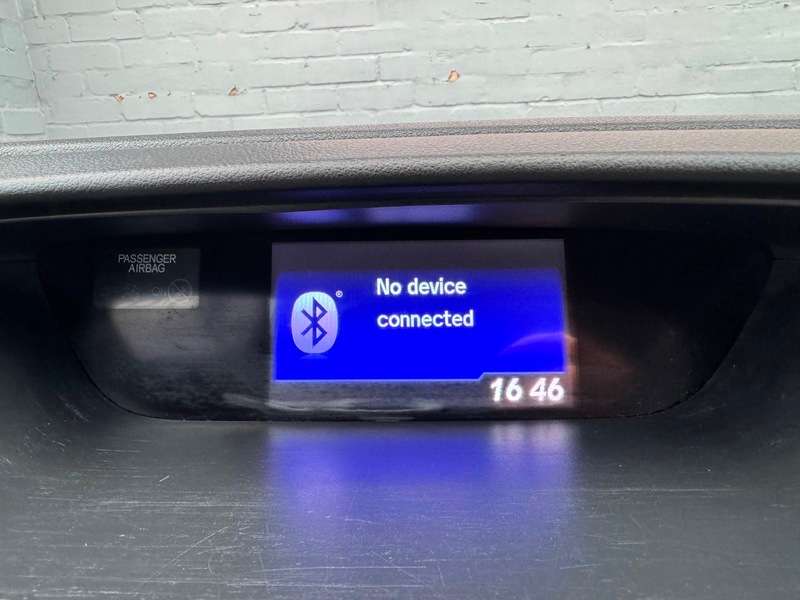 PASSENGER
AIRBAG
®
No device
connected
16 46